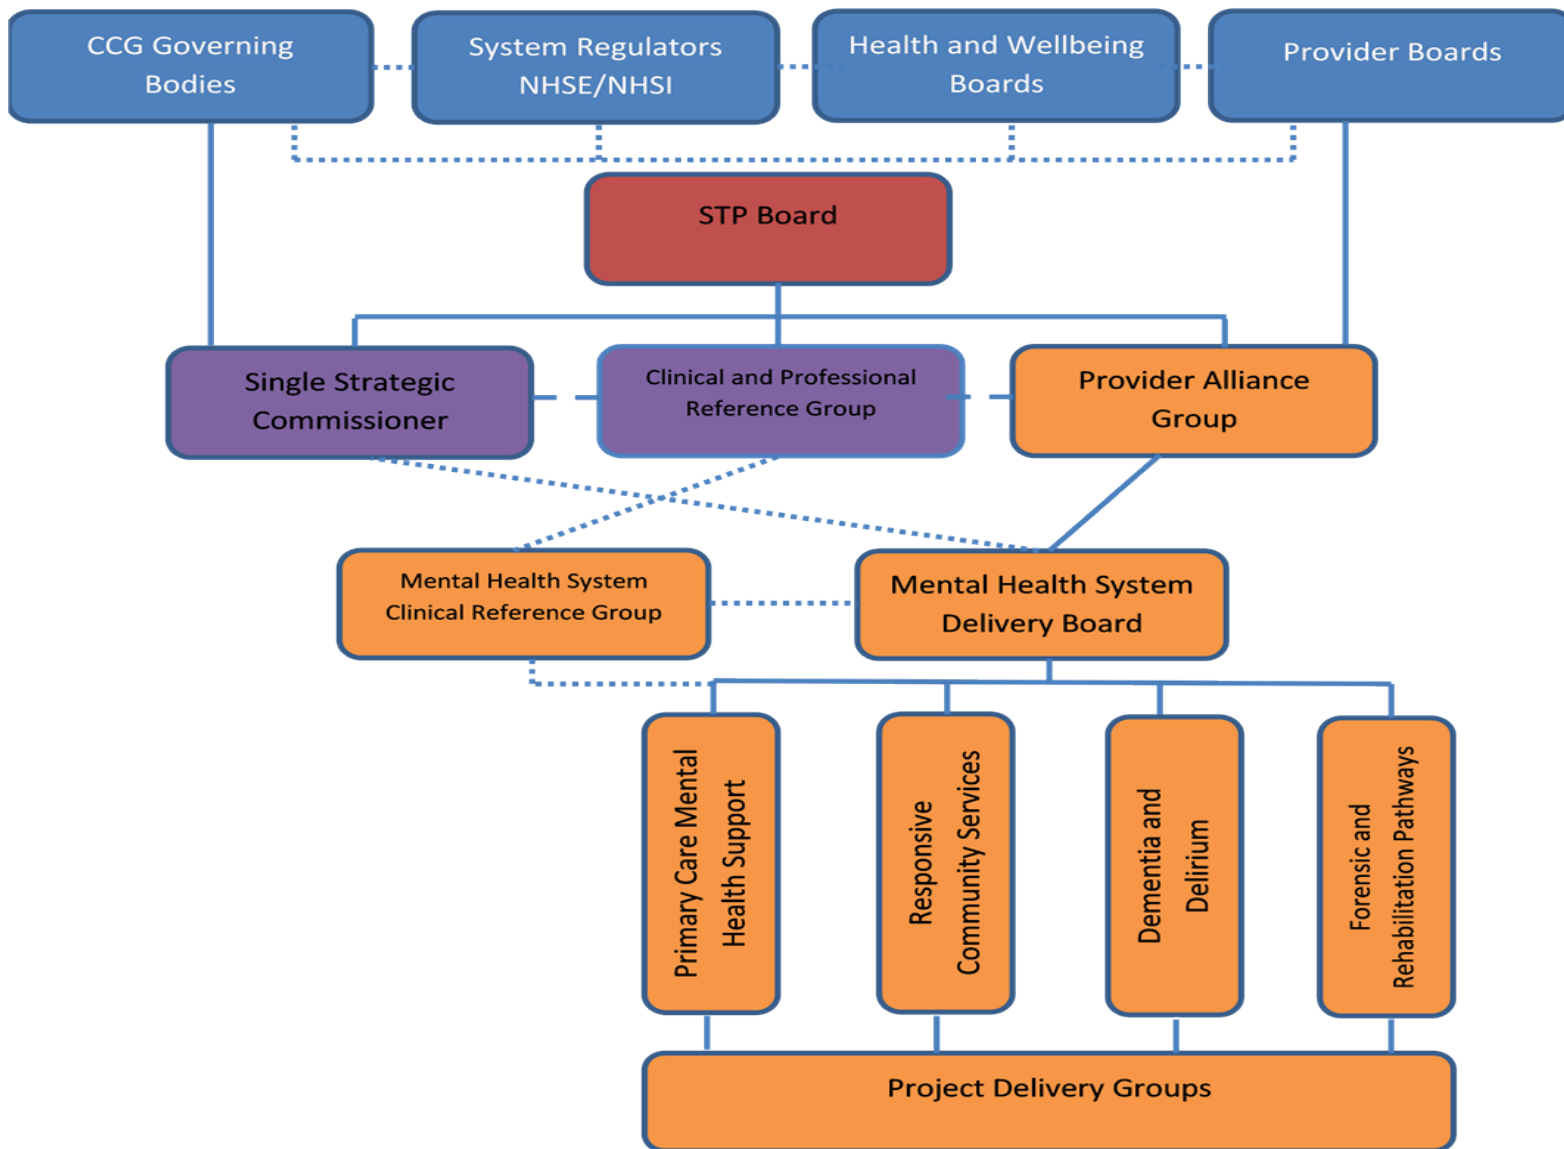 CCG Governing
Bodies
System Regulators
NHSE/NHSI
Health and Wellbeing
Boards
Provider Boards
STP Board
Single Strategic
Commissioner
Clinical and Professional
Reference Group
Provider Alliance
Group
Mental Health System
Clinical Reference Group
Mental Health System
Delivery Board
Primary Care Mental
Health Support
Responsive
Community Services
Dementia and
Delirium
Forensic and
Rehabilitation Pathways
Project Delivery Groups